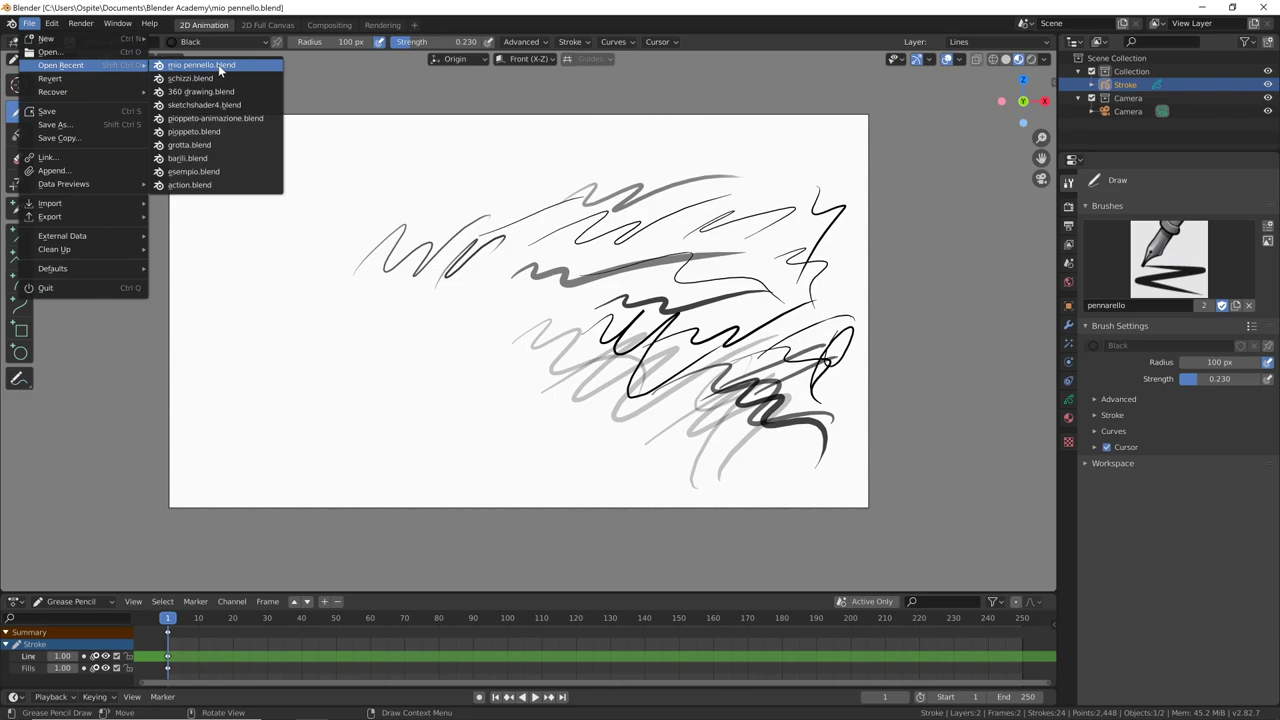 Blender [C:\Users\Ospite\Documents\Blender Academy\mio pennello.blend]
File Edit Render Window Help 2D Animation 2D Full Canvas Compositing Rendering + Scene View Layer
Black Radius 100 px Strength 0.230 Advanced Stroke Curves Cursor Layer: Lines
New Ctrl N
Open... Ctrl O
Open Recent Shift Ctrl O
Revert
Recover
Save Ctrl S
Save As... Shift Ctrl S
Save Copy...
Link...
Append...
Data Previews
Import
Export
External Data
Clean Up
Defaults
Quit Ctrl Q
mio pennello.blend
schizzi.blend
360 drawing.blend
sketchshader4.blend
pioppeto-animazione.blend
pioppeto.blend
grotta.blend
barili.blend
esempio.blend
action.blend
Origin Front (X-Z) Guides
Z
Y X
Scene Collection
Collection
Stroke
Camera
Camera
Draw
Brushes
pennarello 2
Brush Settings
Black
Radius 100 px
Strength 0.230
Advanced
Stroke
Curves
Cursor
Workspace
Grease Pencil View Select Marker Channel Frame Active Only
1 10 20 30 40 50 60 70 80 90 100 110 120 130 140 150 160 170 180 190 200 210 220 230 240 250
Summary
Stroke
Line 1.00
Fills 1.00
Playback Keying View Marker 1 Start 1 End 250
Grease Pencil Draw Move Rotate View Draw Context Menu Stroke | Layers:2 | Frames:2 | Strokes:24 | Points:2,448 | Objects:1/2 | Mem: 45.2 MiB | v2.82.7